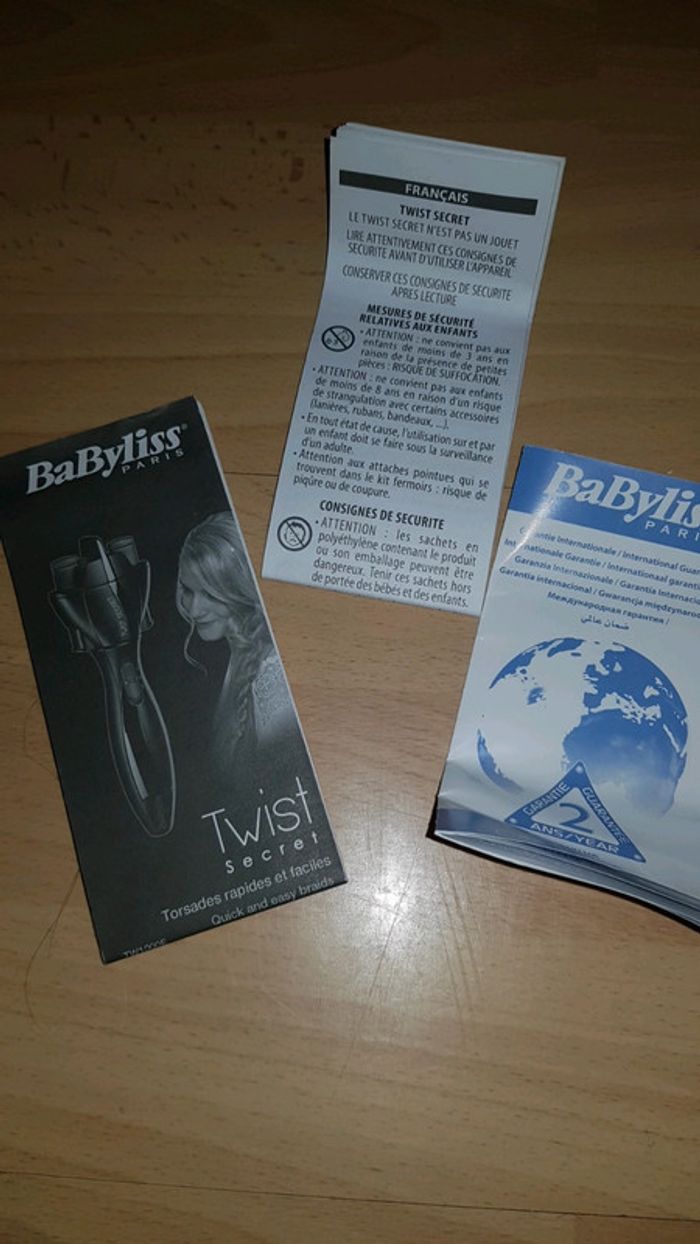 FRANÇAIS
TWIST SECRET
LE TWIST SECRET N'EST PAS UN JOUET
LIRE ATTENTIVEMENT CES CONSIGNES DE
SECURITE AVANT D'UTILISER L'APPAREIL
CONSERVER CES CONSIGNES DE SECURITE
APRES LECTURE
MESURES DE SÉCURITÉ
RELATIVES AUX ENFANTS
• ATTENTION : ne convient pas aux
enfants de moins de 3 ans en
raison de la présence de petites
pièces : RISQUE DE SUFFOCATION.
• ATTENTION : ne convient pas aux enfants
de moins de 8 ans en raison d'un risque
de strangulation avec certains accessoires
(lanières, rubans, bandeaux, ...).
• En tout état de cause, l'utilisation sur et par
un enfant doit se faire sous la surveillance
d'un adulte.
• Attention aux attaches pointues qui se
trouvent dans le kit fermoirs : risque de
piqûre ou de coupure.
CONSIGNES DE SECURITE
• ATTENTION : les sachets en
polyéthylène contenant le produit
ou son emballage peuvent être
dangereux. Tenir ces sachets hors
de portée des bébés et des enfants.
BaByliss®
PARIS
Twist
secret
Torsades rapides et faciles
Quick and easy braids
BaByliss
PARI
Garantie Internationale / International Guar
Internationale Garantie / Internationaal garant
Garanzia Internazionale / Garantia Internacio
Garantía internacional / Gwarancja międzynaro
Международная гарантия /
ضمان عالمي
GARANTIE
GUARANTEE
2
ANS/YEAR